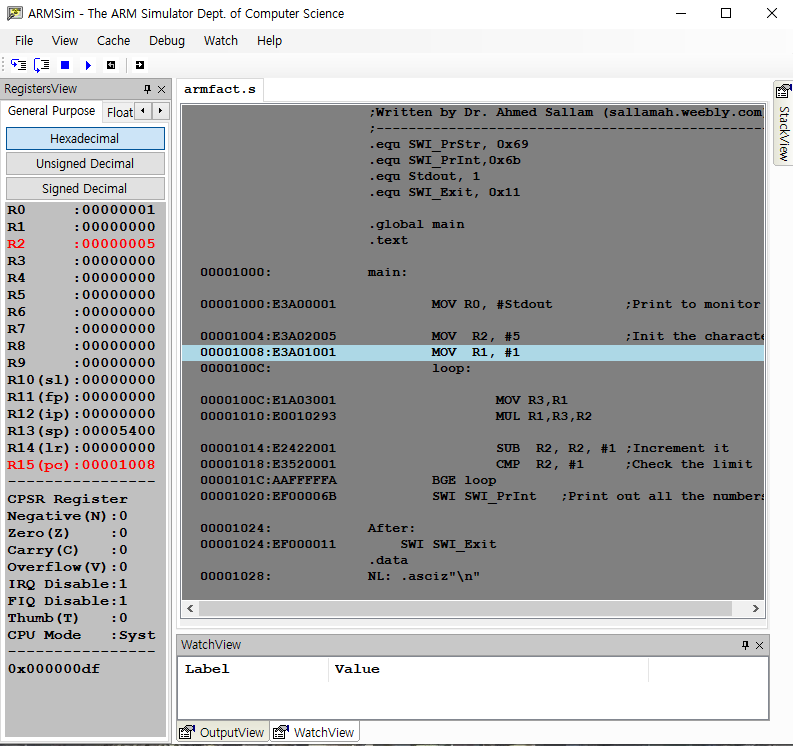 ARMSim - The ARM Simulator Dept. of Computer Science
File View Cache Debug Watch Help
RegistersView
General Purpose Float
Hexadecimal
Unsigned Decimal
Signed Decimal
R0 :00000001
R1 :00000000
R2 :00000005
R3 :00000000
R4 :00000000
R5 :00000000
R6 :00000000
R7 :00000000
R8 :00000000
R9 :00000000
R10(sl):00000000
R11(fp):00000000
R12(ip):00000000
R13(sp):00005400
R14(lr):00000000
R15(pc):00001008
----------------
CPSR Register
Negative(N):0
Zero(Z) :0
Carry(C) :0
Overflow(V):0
IRQ Disable:1
FIQ Disable:1
Thumb(T) :0
CPU Mode :Syst
----------------
0x000000df
armfact.s
;Written by Dr. Ahmed Sallam (sallamah.weebly.com
;------------------------------------------------
.equ SWI_PrStr, 0x69
.equ SWI_PrInt,0x6b
.equ Stdout, 1
.equ SWI_Exit, 0x11
.global main
.text
00001000: main:
00001000:E3A00001 MOV R0, #Stdout ;Print to monitor
00001004:E3A02005 MOV R2, #5 ;Init the characte
00001008:E3A01001 MOV R1, #1
0000100C: loop:
0000100C:E1A03001 MOV R3,R1
00001010:E0010293 MUL R1,R3,R2
00001014:E2422001 SUB R2, R2, #1 ;Increment it
00001018:E3520001 CMP R2, #1 ;Check the limit
0000101C:AAFFFFFA BGE loop
00001020:EF00006B SWI SWI_PrInt ;Print out all the numbers
00001024: After:
00001024:EF000011 SWI SWI_Exit
.data
00001028: NL: .asciz"\n"
StackView
WatchView
Label Value
OutputView WatchView